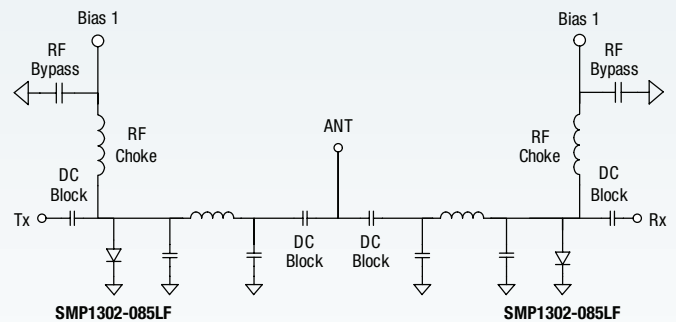 Bias 1
Bias 1
RF
Bypass
RF
Bypass
ANT
RF
Choke
RF
Choke
DC
Block
DC
Block
Tx
Rx
DC
Block
DC
Block
SMP1302-085LF
SMP1302-085LF